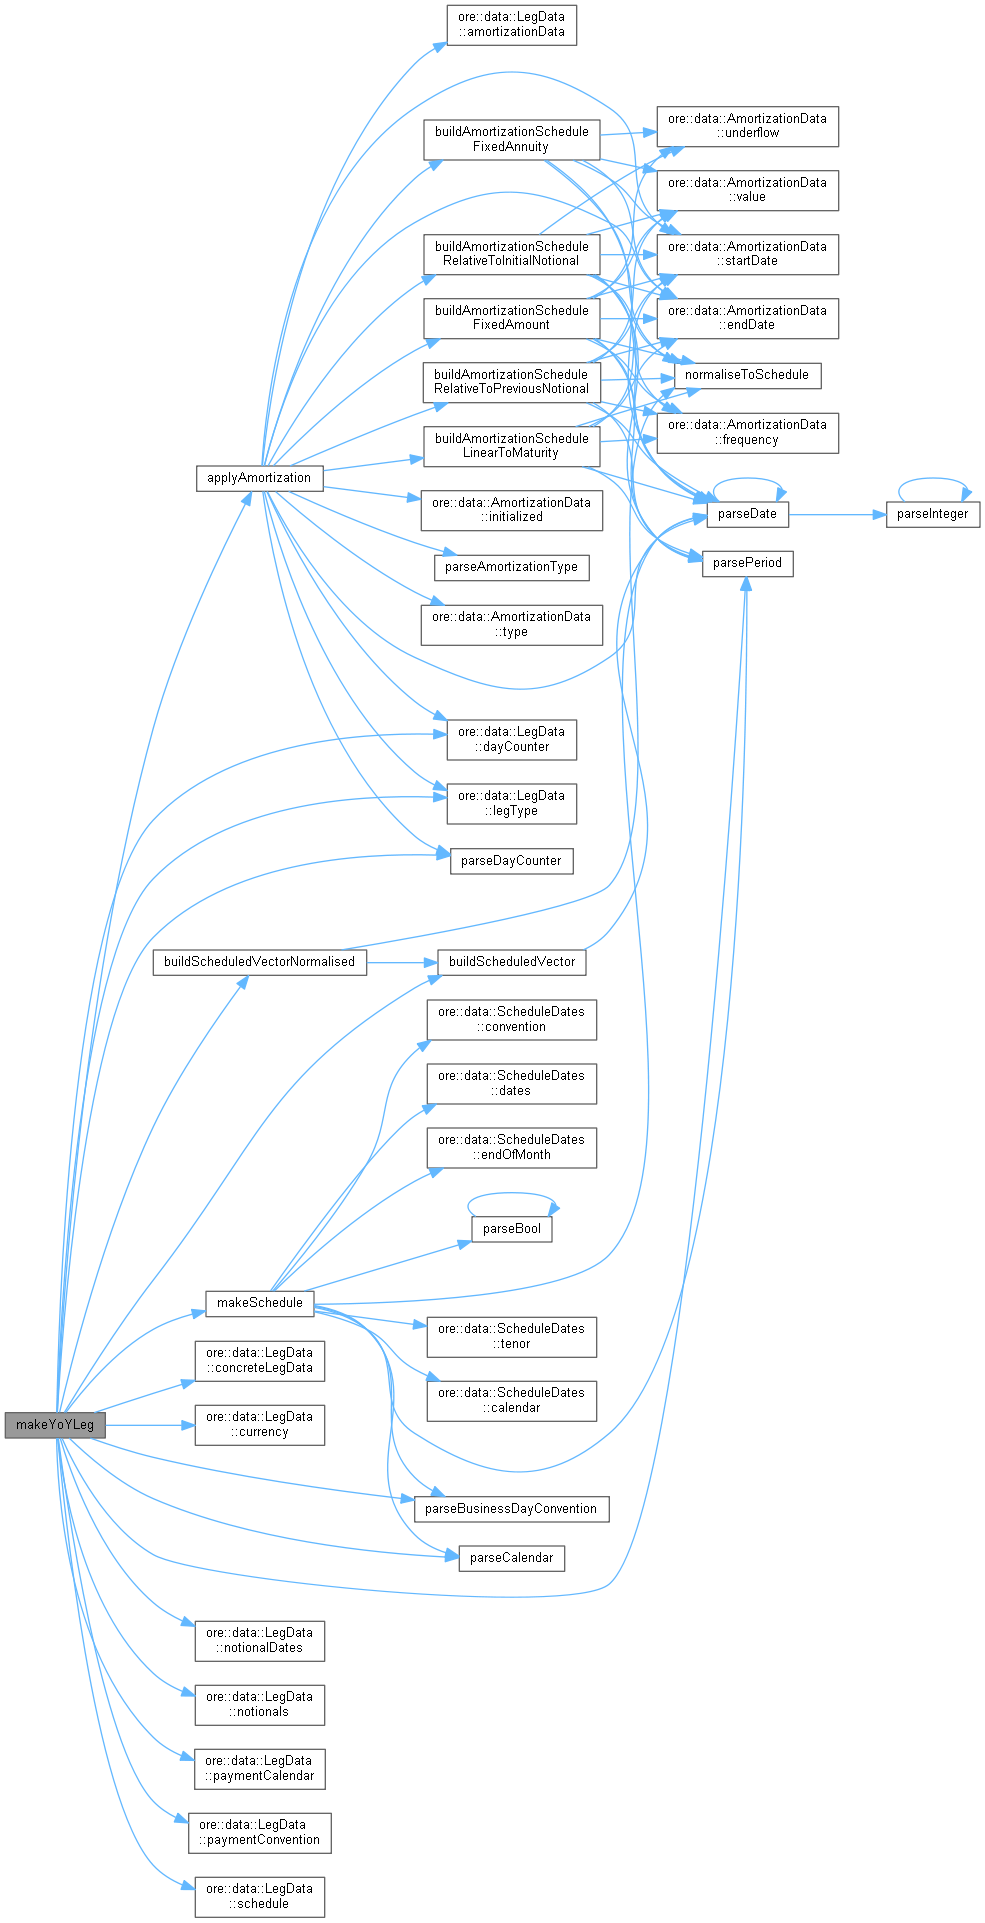 ore::data::LegData
::amortizationData
buildAmortizationSchedule
FixedAnnuity
ore::data::AmortizationData
::underflow
ore::data::AmortizationData
::value
buildAmortizationSchedule
RelativeToInitialNotional
ore::data::AmortizationData
::startDate
buildAmortizationSchedule
FixedAmount
ore::data::AmortizationData
::endDate
buildAmortizationSchedule
RelativeToPreviousNotional
normaliseToSchedule
buildAmortizationSchedule
LinearToMaturity
ore::data::AmortizationData
::frequency
applyAmortization
ore::data::AmortizationData
::initialized
parseDate
parseInteger
parseAmortizationType
parsePeriod
ore::data::AmortizationData
::type
ore::data::LegData
::dayCounter
ore::data::LegData
::legType
parseDayCounter
buildScheduledVectorNormalised
buildScheduledVector
ore::data::ScheduleDates
::convention
ore::data::ScheduleDates
::dates
ore::data::ScheduleDates
::endOfMonth
parseBool
makeSchedule
ore::data::ScheduleDates
::tenor
ore::data::LegData
::concreteLegData
ore::data::ScheduleDates
::calendar
makeYoYLeg
ore::data::LegData
::currency
parseBusinessDayConvention
parseCalendar
ore::data::LegData
::notionalDates
ore::data::LegData
::notionals
ore::data::LegData
::paymentCalendar
ore::data::LegData
::paymentConvention
ore::data::LegData
::schedule